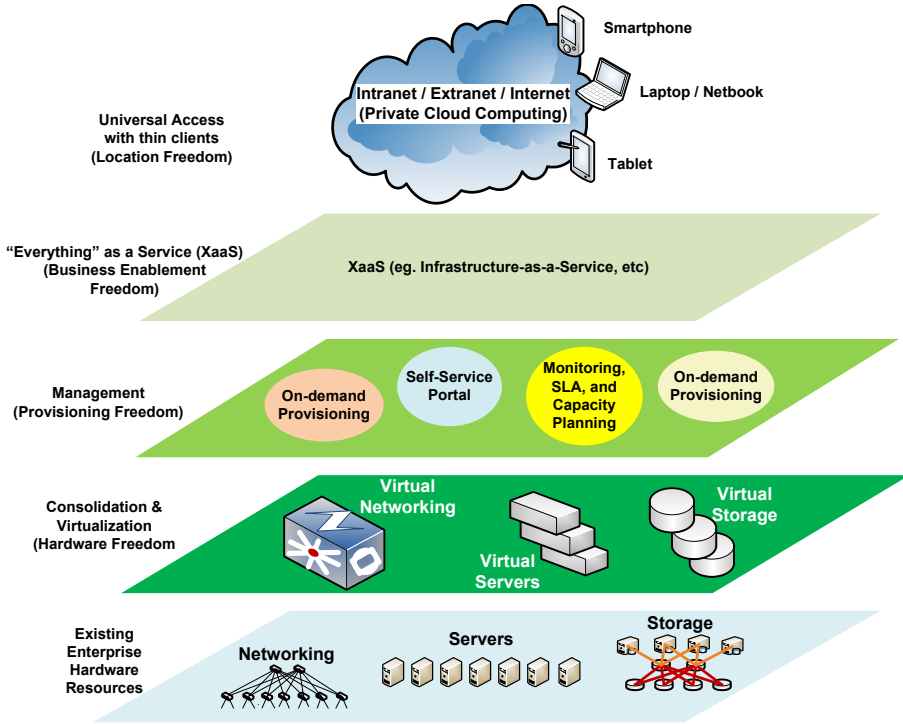 Smartphone
Intranet / Extranet / Internet
(Private Cloud Computing)
Laptop / Netbook
Tablet
Universal Access
with thin clients
(Location Freedom)
“Everything” as a Service (XaaS)
(Business Enablement
Freedom)
XaaS (eg. Infrastructure-as-a-Service, etc)
Management
(Provisioning Freedom)
On-demand
Provisioning
Self-Service
Portal
Monitoring,
SLA, and
Capacity
Planning
On-demand
Provisioning
Consolidation &
Virtualization
(Hardware Freedom
Virtual
Networking
Virtual
Servers
Virtual
Storage
Existing
Enterprise
Hardware
Resources
Networking
Servers
Storage